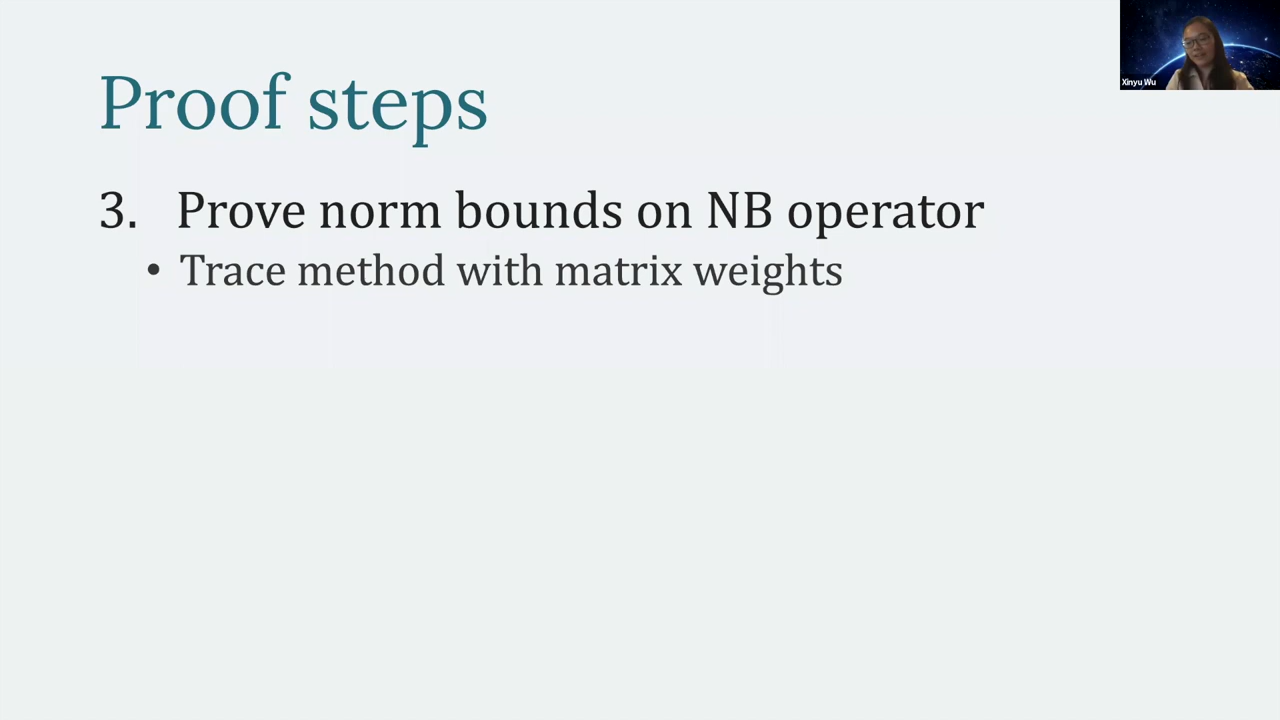 Proof steps
Xinyu Wu
3. Prove norm bounds on NB operator
• Trace method with matrix weights